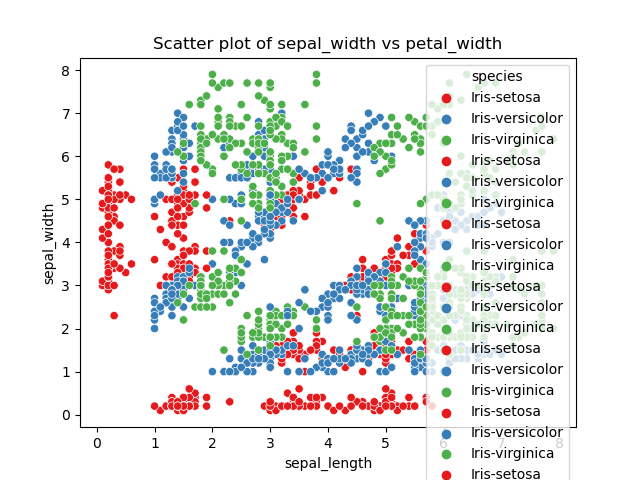 Scatter plot of sepal_width vs petal_width
sepal_width
8
7
6
5
4
3
2
1
0
0
1
2
3
4
5
6
7
8
sepal_length
species
Iris-setosa
Iris-versicolor
Iris-virginica
Iris-setosa
Iris-versicolor
Iris-virginica
Iris-setosa
Iris-versicolor
Iris-virginica
Iris-setosa
Iris-versicolor
Iris-virginica
Iris-setosa
Iris-versicolor
Iris-virginica
Iris-setosa
Iris-versicolor
Iris-virginica
Iris-setosa